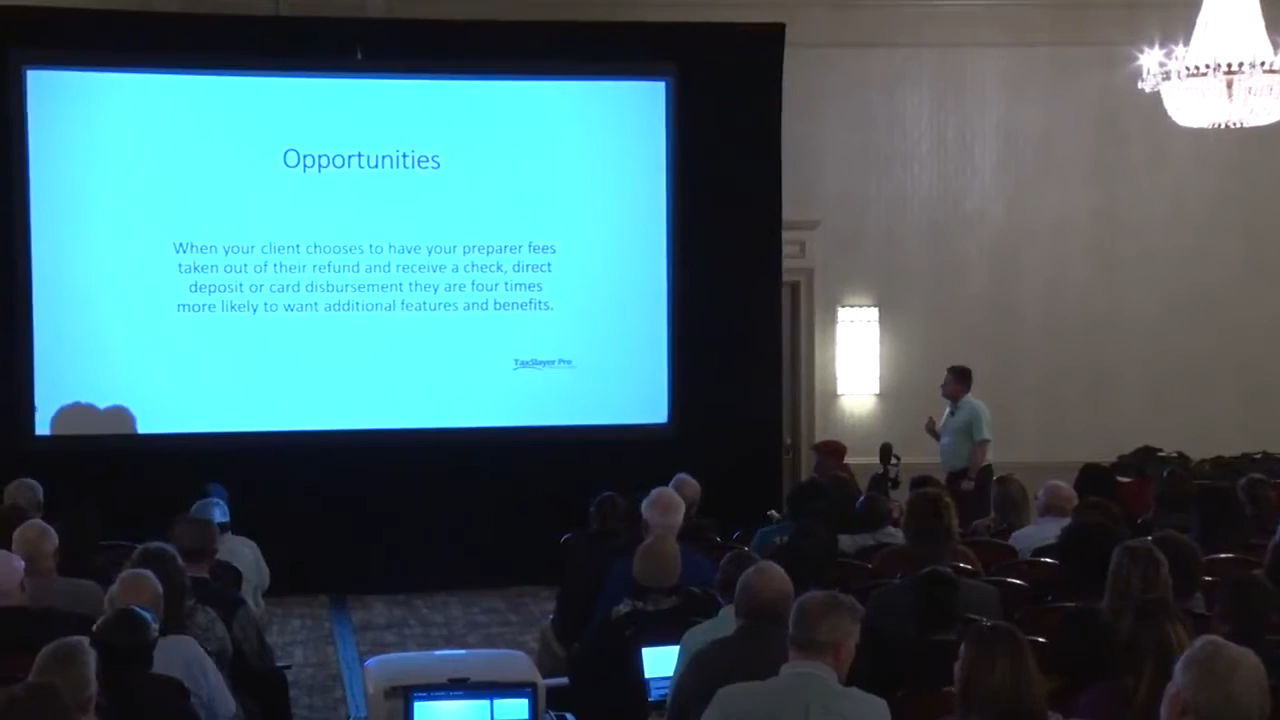 Opportunities
When your client chooses to have your preparer fees
taken out of their refund and receive a check, direct
deposit or card disbursement they are four times
more likely to want additional features and benefits.
TaxSlayer Pro